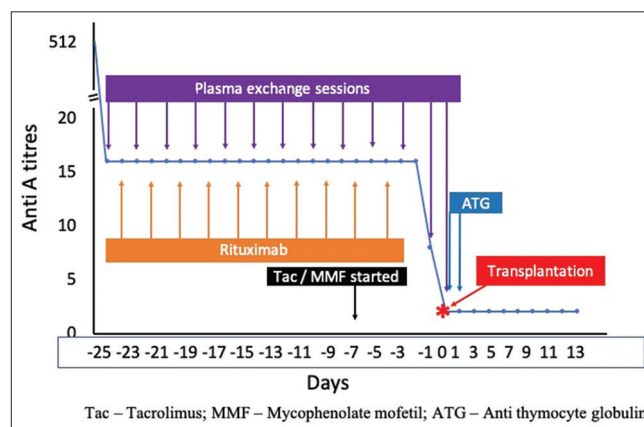 512
Plasma exchange sessions
20
Anti A titres
15
ATG
10
Rituximab
Tac / MMF started
Transplantation
5
0
-25 -23 -21 -19 -17 -15 -13 -11 -9 -7 -5 -3 -1 0 1 3 5 7 9 11 13
Days
Tac – Tacrolimus; MMF – Mycophenolate mofetil; ATG – Anti thymocyte globulin